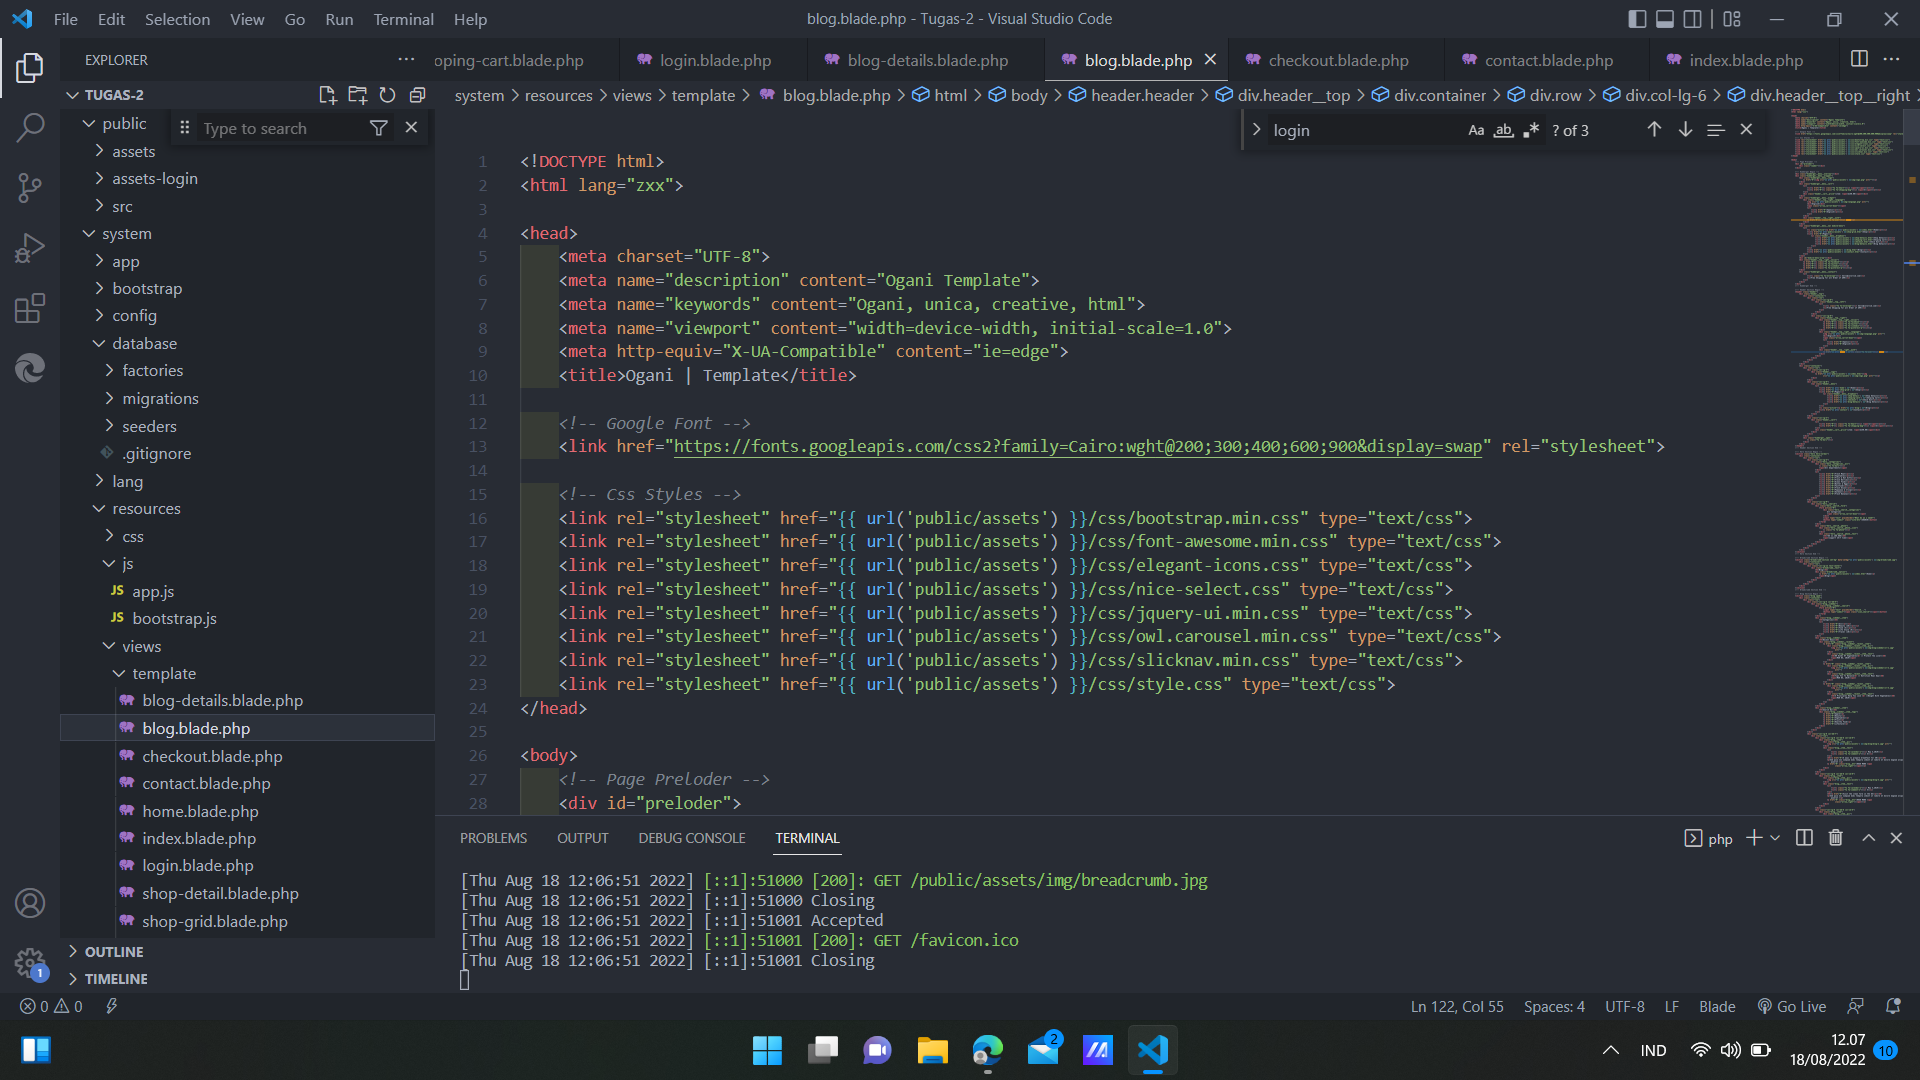 File Edit Selection View Go Run Terminal Help
blog.blade.php - Tugas-2 - Visual Studio Code
EXPLORER
oping-cart.blade.php login.blade.php blog-details.blade.php blog.blade.php checkout.blade.php contact.blade.php index.blade.php
TUGAS-2
system > resources > views > template > blog.blade.php > html > body > header.header > div.header__top > div.container > div.row > div.col-lg-6 > div.header__top__right
Type to search
login
Aa ab ? of 3
public
assets
assets-login
src
system
app
bootstrap
config
database
factories
migrations
seeders
.gitignore
lang
resources
css
js
JS app.js
JS bootstrap.js
views
template
blog-details.blade.php
blog.blade.php
checkout.blade.php
contact.blade.php
home.blade.php
index.blade.php
login.blade.php
shop-detail.blade.php
shop-grid.blade.php
OUTLINE
TIMELINE
1 <!DOCTYPE html>
2 <html lang="zxx">
3
4 <head>
5 <meta charset="UTF-8">
6 <meta name="description" content="Ogani Template">
7 <meta name="keywords" content="Ogani, unica, creative, html">
8 <meta name="viewport" content="width=device-width, initial-scale=1.0">
9 <meta http-equiv="X-UA-Compatible" content="ie=edge">
10 <title>Ogani | Template</title>
11
12 <!-- Google Font -->
13 <link href="https://fonts.googleapis.com/css2?family=Cairo:wght@200;300;400;600;900&display=swap" rel="stylesheet">
14
15 <!-- Css Styles -->
16 <link rel="stylesheet" href="{{ url('public/assets') }}/css/bootstrap.min.css" type="text/css">
17 <link rel="stylesheet" href="{{ url('public/assets') }}/css/font-awesome.min.css" type="text/css">
18 <link rel="stylesheet" href="{{ url('public/assets') }}/css/elegant-icons.css" type="text/css">
19 <link rel="stylesheet" href="{{ url('public/assets') }}/css/nice-select.css" type="text/css">
20 <link rel="stylesheet" href="{{ url('public/assets') }}/css/jquery-ui.min.css" type="text/css">
21 <link rel="stylesheet" href="{{ url('public/assets') }}/css/owl.carousel.min.css" type="text/css">
22 <link rel="stylesheet" href="{{ url('public/assets') }}/css/slicknav.min.css" type="text/css">
23 <link rel="stylesheet" href="{{ url('public/assets') }}/css/style.css" type="text/css">
24 </head>
25
26 <body>
27 <!-- Page Preloder -->
28 <div id="preloder">
PROBLEMS OUTPUT DEBUG CONSOLE TERMINAL
php
[Thu Aug 18 12:06:51 2022] [::1]:51000 [200]: GET /public/assets/img/breadcrumb.jpg
[Thu Aug 18 12:06:51 2022] [::1]:51000 Closing
[Thu Aug 18 12:06:51 2022] [::1]:51001 Accepted
[Thu Aug 18 12:06:51 2022] [::1]:51001 [200]: GET /favicon.ico
[Thu Aug 18 12:06:51 2022] [::1]:51001 Closing
1
0 0
Ln 122, Col 55 Spaces: 4 UTF-8 LF Blade Go Live
2
IND
12.07
18/08/2022
10